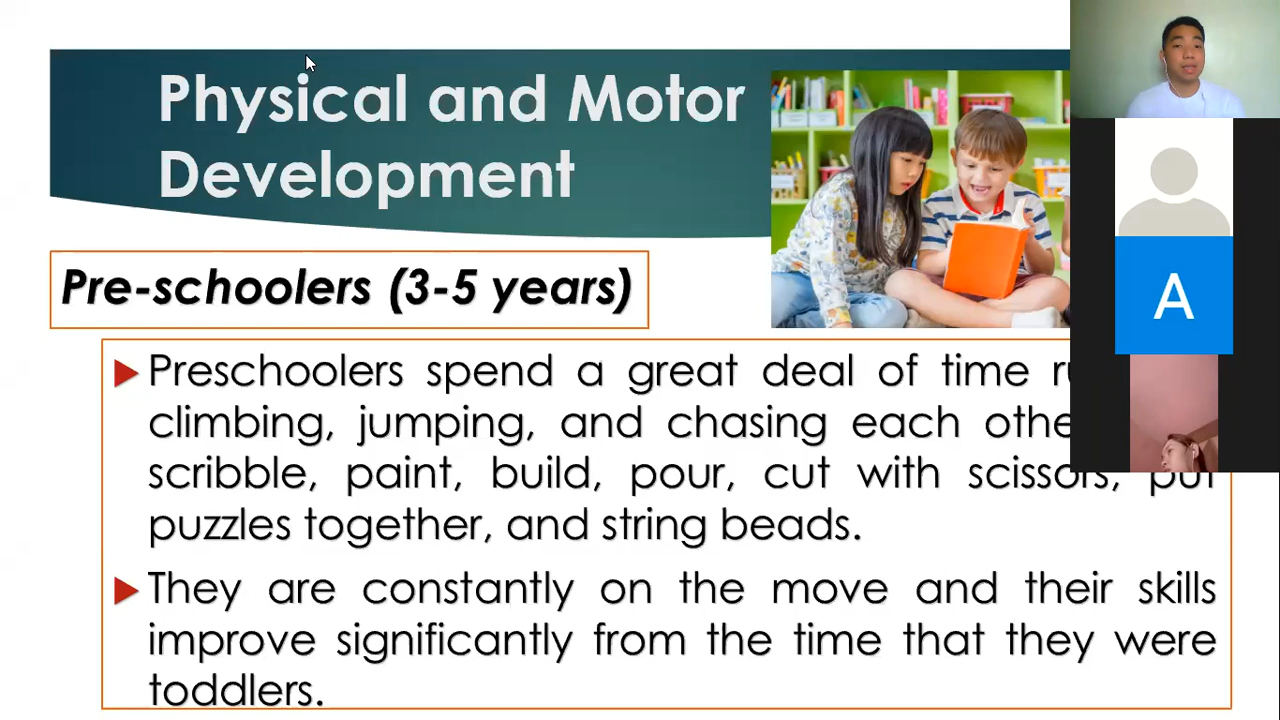 Physical and Motor
Development
Pre-schoolers (3-5 years)
Preschoolers spend a great deal of time
climbing, jumping, and chasing each
scribble, paint, build, pour, cut with scissors, put
puzzles together, and string beads.
They are constantly on the move and their skills
improve significantly from the time that they were
toddlers.
A